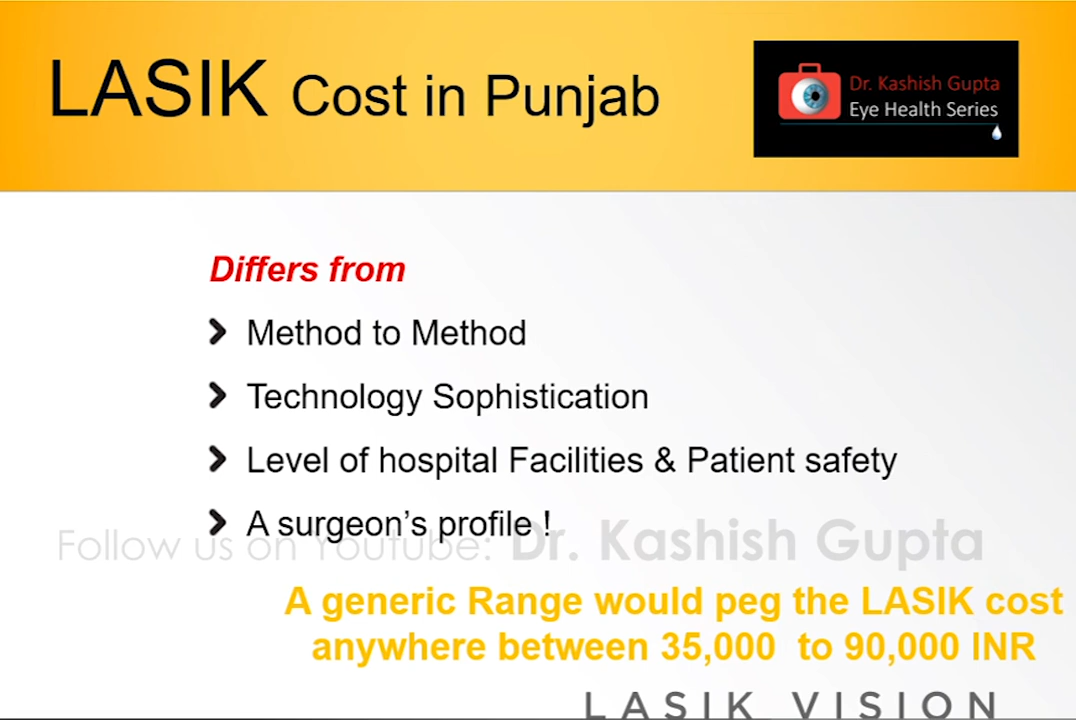 LASIK Cost in Punjab
Dr. Kashish Gupta
Eye Health Series
Differs from
Method to Method
Technology Sophistication
Level of hospital Facilities & Patient safety
A surgeon's profile !
Follow us on Youtube: Dr. Kashish Gupta
A generic Range would peg the LASIK cost
anywhere between 35,000 to 90,000 INR
LASIK VISION